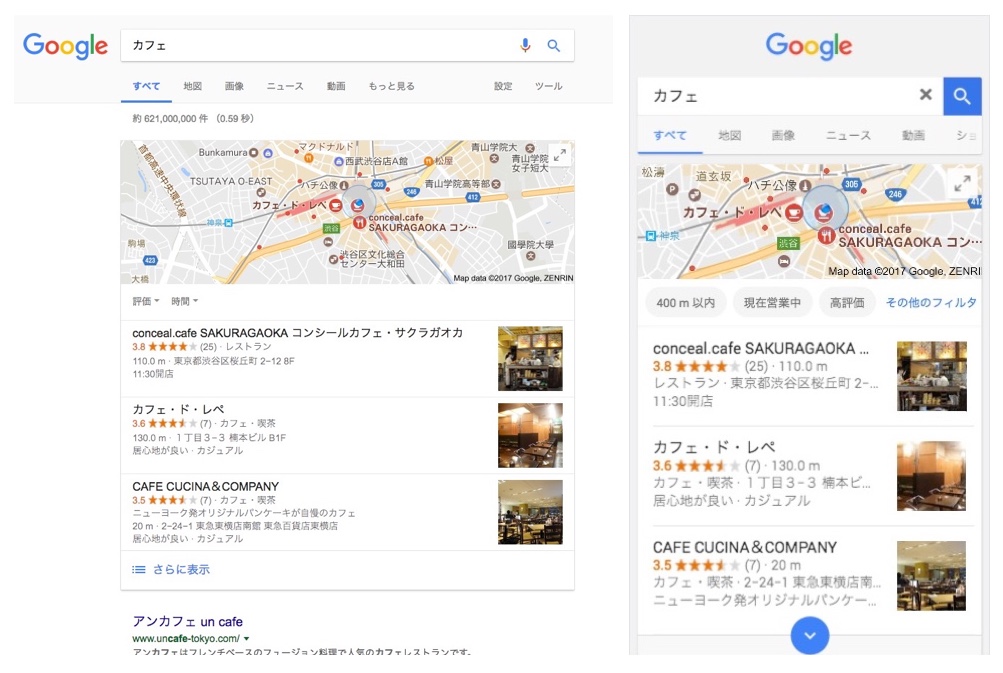 Google
カフェ
すべて 地図 画像 ニュース 動画 もっと見る 設定 ツール
約 621,000,000 件 （0.59 秒）
首都高速中央環状線
Bunkamura
マクドナルド
青山学院大
西武渋谷店A館
松屋
青山学院
女子短大
TSUTAYA O-EAST
ハチ公像
305
246
青山学院高等部
412
カフェ・ド・レペ
神泉
conceal.cafe
SAKURAGAOKA コン…
渋谷
駒場
423
渋谷区文化総合
センター大和田
國學院大學
大橋
Map data ©2017 Google, ZENRIN
評価 時間
conceal.cafe SAKURAGAOKA コンシールカフェ・サクラガオカ
3.8 ★★★★★ (25) · レストラン
110.0 m · 東京都渋谷区桜丘町 2−12 8F
11:30開店
カフェ・ド・レペ
3.6 ★★★★★ (7) · カフェ・喫茶
130.0 m · １丁目３−３ 楠本ビル B1F
居心地が良い · カジュアル
CAFE CUCINA＆COMPANY
3.5 ★★★★★ (7) · カフェ・喫茶
ニューヨーク発オリジナルパンケーキが自慢のカフェ
20 m · 2−24−1 東急東横店南館 東急百貨店東横店
居心地が良い · カジュアル
さらに表示
アンカフェ un cafe
www.uncafe-tokyo.com/
アンカフェはフレンチベースのフュージョン料理で人気のカフェレストランです。
Google
カフェ ×
すべて 地図 画像 ニュース 動画 ショ
松濤
道玄坂
P
ハチ公像
305
246
412
カフェ・ド・レペ
神泉
conceal.cafe
SAKURAGAOKA コン…
渋谷
Map data ©2017 Google, ZENRI
400 m 以内 現在営業中 高評価 その他のフィルタ
conceal.cafe SAKURAGAOKA ...
3.8 ★★★★★ (25) · 110.0 m
レストラン · 東京都渋谷区桜丘町 2−...
11:30開店
カフェ・ド・レペ
3.6 ★★★★★ (7) · 130.0 m
カフェ・喫茶 · １丁目３−３ 楠本ビ...
居心地が良い · カジュアル
CAFE CUCINA＆COMPANY
3.5 ★★★★★ (7) · 20 m
カフェ・喫茶 · 2−24−1 東急東横店南...
ニューヨーク発オリジナルパンケー...